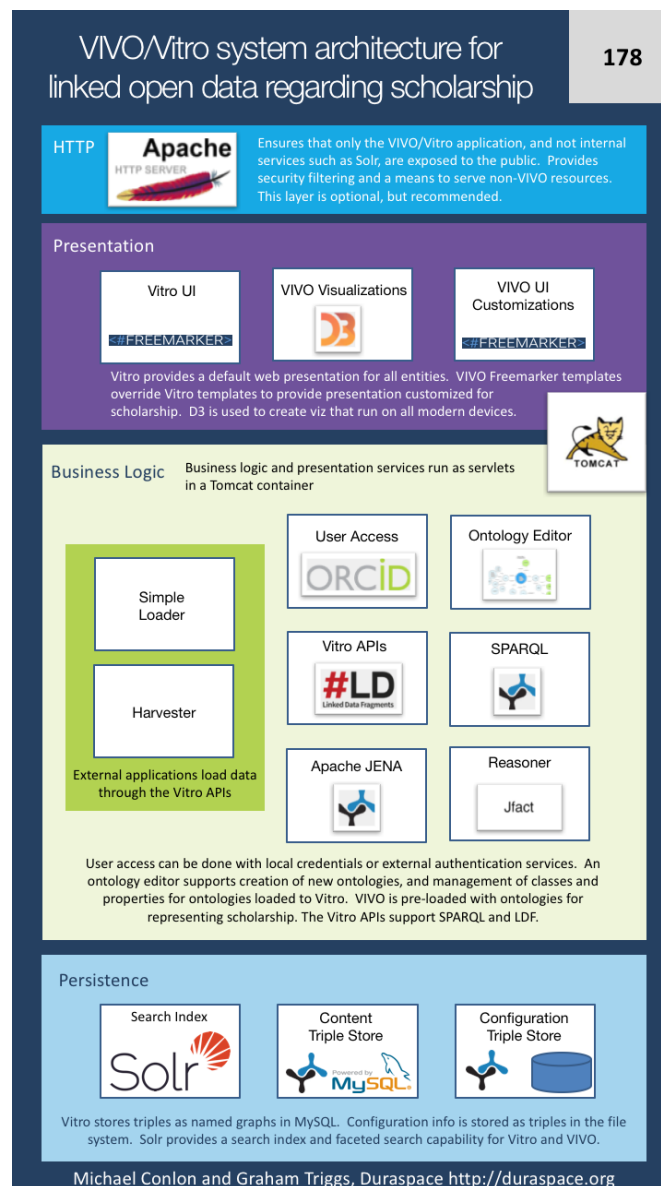 VIVO/Vitro system architecture for
linked open data regarding scholarship
178
HTTP
Apache
HTTP SERVER
Ensures that only the VIVO/Vitro application, and not internal
services such as Solr, are exposed to the public. Provides
security filtering and a means to serve non-VIVO resources.
This layer is optional, but recommended.
Presentation
Vitro UI
<#FREEMARKER>
VIVO Visualizations
D3
VIVO UI
Customizations
<#FREEMARKER>
Vitro provides a default web presentation for all entities. VIVO Freemarker templates
override Vitro templates to provide presentation customized for
scholarship. D3 is used to create viz that run on all modern devices.
TOMCAT
Business Logic
Business logic and presentation services run as servlets
in a Tomcat container
Simple
Loader
Harvester
External applications load data
through the Vitro APIs
User Access
ORCiD
Ontology Editor
Vitro APIs
#LD
Linked Data Fragments
SPARQL
Apache JENA
Reasoner
Jfact
User access can be done with local credentials or external authentication services. An
ontology editor supports creation of new ontologies, and management of classes and
properties for ontologies loaded to Vitro. VIVO is pre-loaded with ontologies for
representing scholarship. The Vitro APIs support SPARQL and LDF.
Persistence
Search Index
Solr
Content
Triple Store
Powered by
MySQL
Configuration
Triple Store
Vitro stores triples as named graphs in MySQL. Configuration info is stored as triples in the file
system. Solr provides a search index and faceted search capability for Vitro and VIVO.
Michael Conlon and Graham Triggs, Duraspace http://duraspace.org